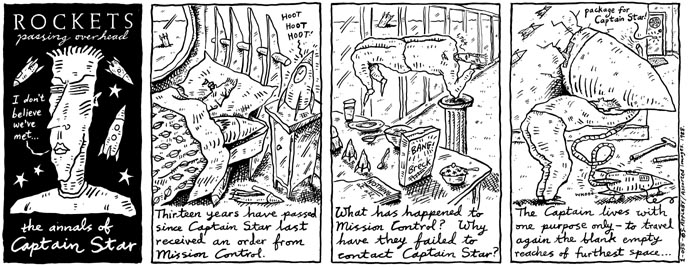 ROCKETS
passing overhead
I don't
believe
we've
met...
the annals of
Captain Star
HOOT
HOOT
HOOT!
Thirteen years have passed
since Captain Star last
received an order from
Mission Control.
BANG!
What has happened to
Mission Control? Why
have they failed to
contact Captain Star?
package for
Captain Star!
The Captain lives with
one purpose only - to travel
again the blank empty
reaches of furthest space...